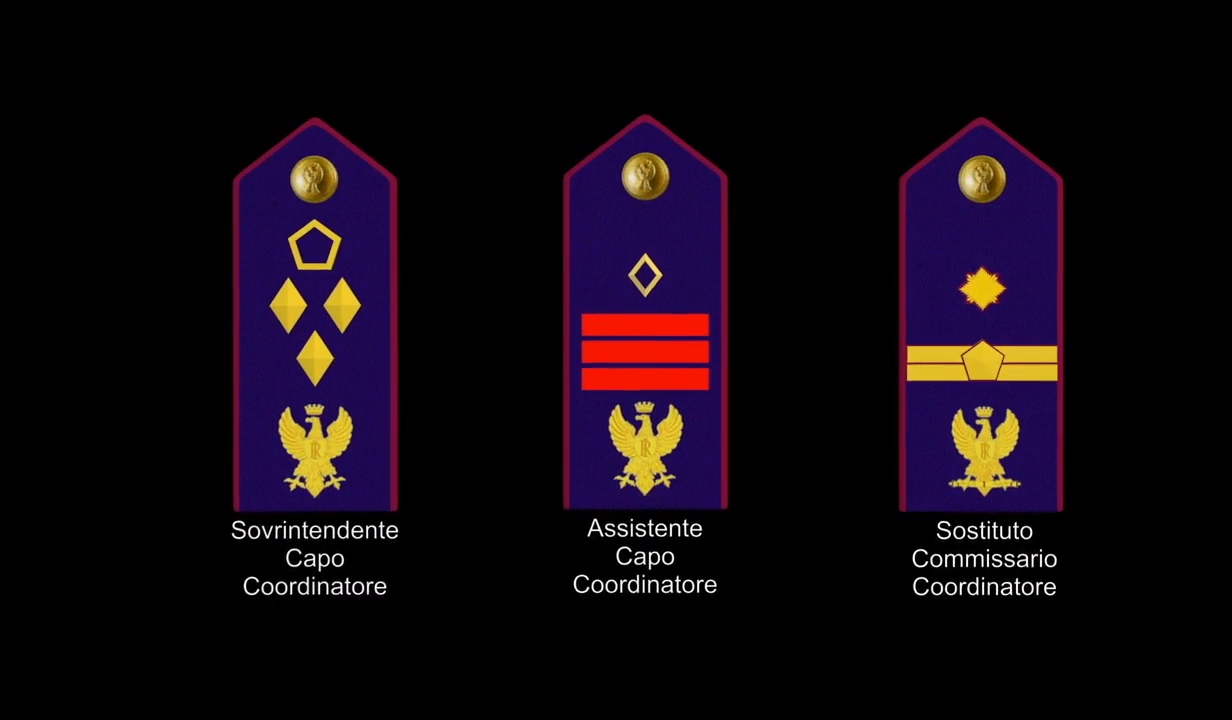 Sovrintendente
Capo
Coordinatore
Assistente
Capo
Coordinatore
Sostituto
Commissario
Coordinatore